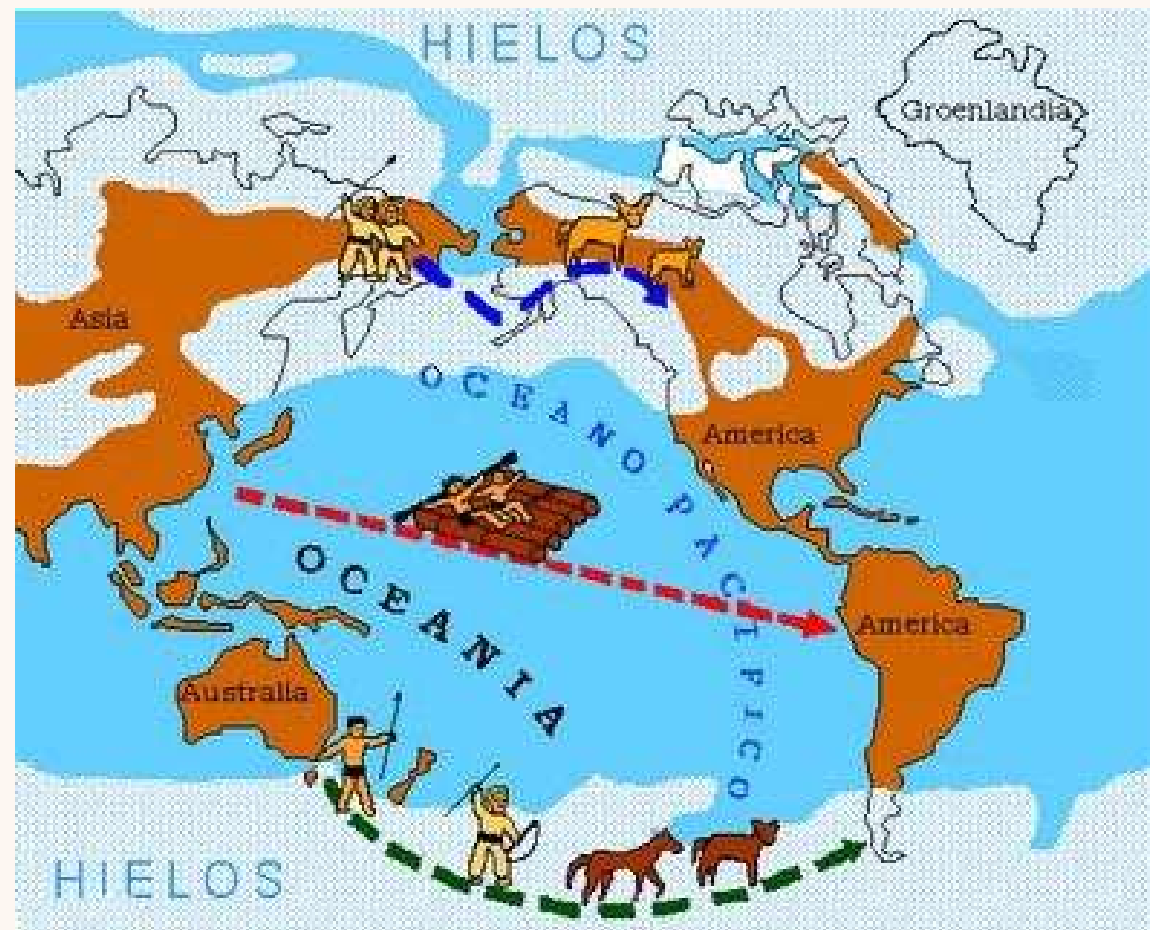 HIELOS
Groenlandia
Asia
OCEANO PACIFICO
America
OCEANIA
America
Australia
HIELOS